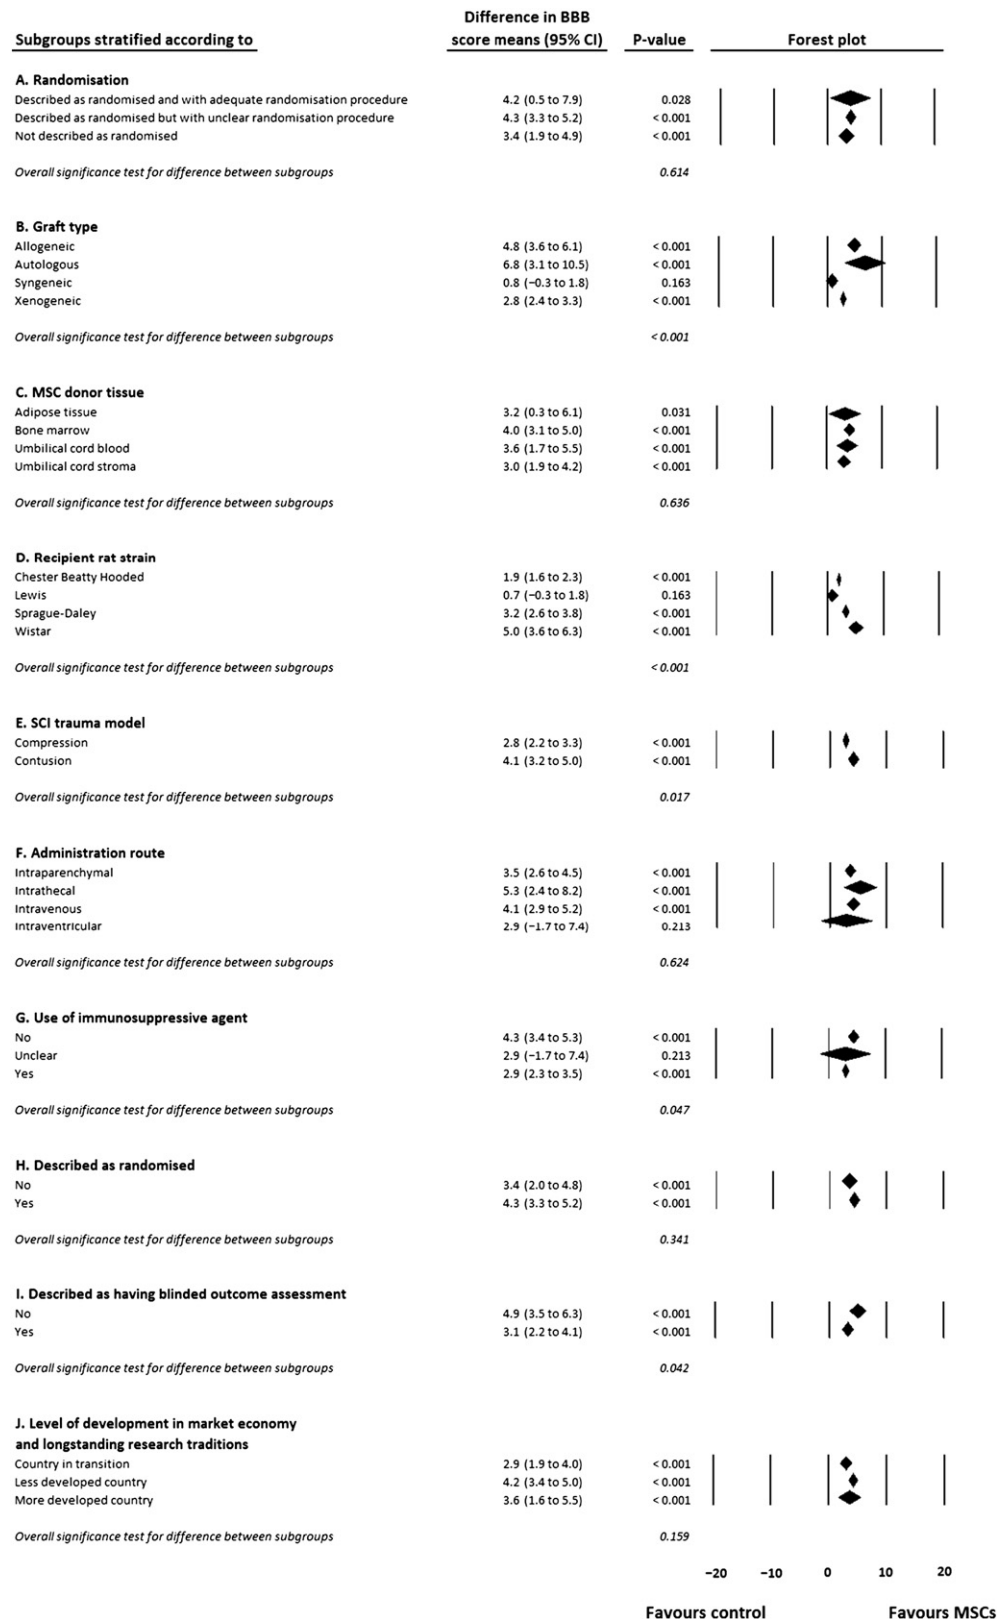 Difference in BBB
Subgroups stratified according to score means (95% CI) P-value Forest plot
A. Randomisation
Described as randomised and with adequate randomisation procedure 4.2 (0.5 to 7.9) 0.028
Described as randomised but with unclear randomisation procedure 4.3 (3.3 to 5.2) < 0.001
Not described as randomised 3.4 (1.9 to 4.9) < 0.001
Overall significance test for difference between subgroups 0.614
B. Graft type
Allogeneic 4.8 (3.6 to 6.1) < 0.001
Autologous 6.8 (3.1 to 10.5) < 0.001
Syngeneic 0.8 (−0.3 to 1.8) 0.163
Xenogeneic 2.8 (2.4 to 3.3) < 0.001
Overall significance test for difference between subgroups < 0.001
C. MSC donor tissue
Adipose tissue 3.2 (0.3 to 6.1) 0.031
Bone marrow 4.0 (3.1 to 5.0) < 0.001
Umbilical cord blood 3.6 (1.7 to 5.5) < 0.001
Umbilical cord stroma 3.0 (1.9 to 4.2) < 0.001
Overall significance test for difference between subgroups 0.636
D. Recipient rat strain
Chester Beatty Hooded 1.9 (1.6 to 2.3) < 0.001
Lewis 0.7 (−0.3 to 1.8) 0.163
Sprague-Daley 3.2 (2.6 to 3.8) < 0.001
Wistar 5.0 (3.6 to 6.3) < 0.001
Overall significance test for difference between subgroups < 0.001
E. SCI trauma model
Compression 2.8 (2.2 to 3.3) < 0.001
Contusion 4.1 (3.2 to 5.0) < 0.001
Overall significance test for difference between subgroups 0.017
F. Administration route
Intraparenchymal 3.5 (2.6 to 4.5) < 0.001
Intrathecal 5.3 (2.4 to 8.2) < 0.001
Intravenous 4.1 (2.9 to 5.2) < 0.001
Intraventricular 2.9 (−1.7 to 7.4) 0.213
Overall significance test for difference between subgroups 0.624
G. Use of immunosuppressive agent
No 4.3 (3.4 to 5.3) < 0.001
Unclear 2.9 (−1.7 to 7.4) 0.213
Yes 2.9 (2.3 to 3.5) < 0.001
Overall significance test for difference between subgroups 0.047
H. Described as randomised
No 3.4 (2.0 to 4.8) < 0.001
Yes 4.3 (3.3 to 5.2) < 0.001
Overall significance test for difference between subgroups 0.341
I. Described as having blinded outcome assessment
No 4.9 (3.5 to 6.3) < 0.001
Yes 3.1 (2.2 to 4.1) < 0.001
Overall significance test for difference between subgroups 0.042
J. Level of development in market economy
and longstanding research traditions
Country in transition 2.9 (1.9 to 4.0) < 0.001
Less developed country 4.2 (3.4 to 5.0) < 0.001
More developed country 3.6 (1.6 to 5.5) < 0.001
Overall significance test for difference between subgroups 0.159
−20 −10 0 10 20
Favours control Favours MSCs